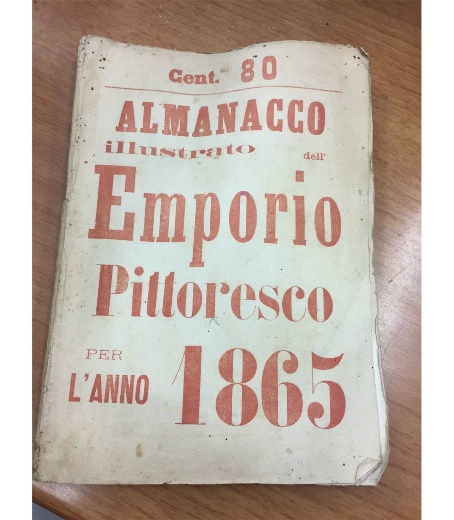 Cent. 80
ALMANACCO
illustrato dell'
Emporio
Pittoresco
PER
L'ANNO 1865